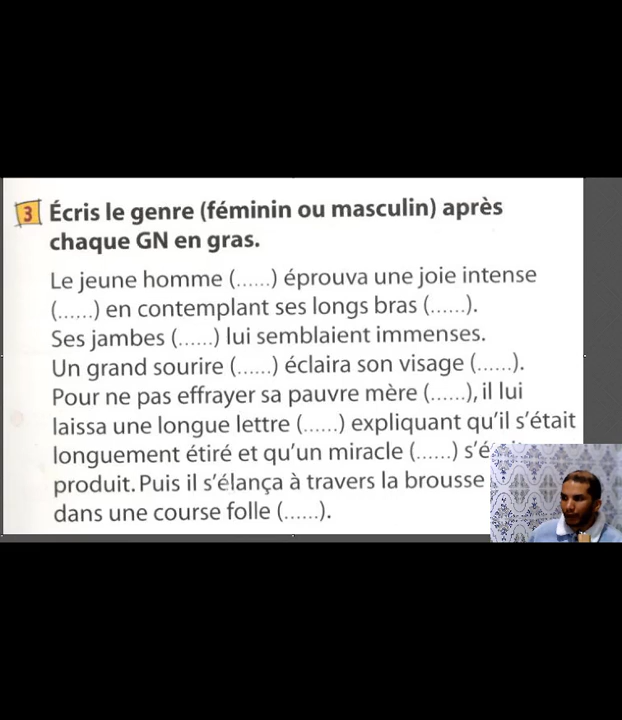 3 Écris le genre (féminin ou masculin) après
chaque GN en gras.
Le jeune homme (......) éprouva une joie intense
(......) en contemplant ses longs bras (......).
Ses jambes (......) lui semblaient immenses.
Un grand sourire (......) éclaira son visage (......).
Pour ne pas effrayer sa pauvre mère (......), il lui
laissa une longue lettre (......) expliquant qu'il s'était
longuement étiré et qu'un miracle (......)
produit. Puis il s'élança à travers la brousse
dans une course folle (......).